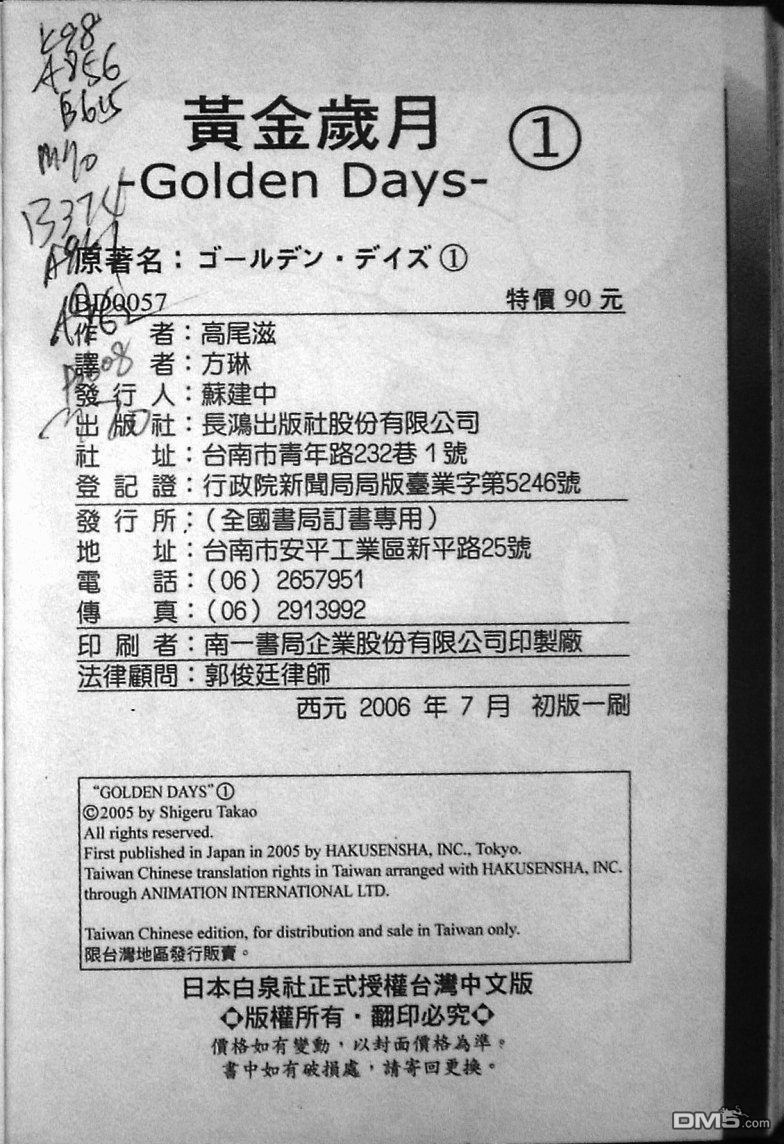 K98
A856
B615
M70
B374
黃金歲月 ①
-Golden Days-
原著名：ゴールデン・デイズ ①
BD0057 特價 90 元
作者：高尾滋
譯者：方琳
發行人：蘇建中
出版社：長鴻出版社股份有限公司
社址：台南市青年路232巷 1 號
登記證：行政院新聞局局版臺業字第5246號
發行所：（全國書局訂書專用）
地址：台南市安平工業區新平路25號
電話：（06）2657951
傳真：（06）2913992
印刷者：南一書局企業股份有限公司印製廠
法律顧問：郭俊廷律師
西元 2006 年 7 月 初版一刷
“GOLDEN DAYS”①
©2005 by Shigeru Takao
All rights reserved.
First published in Japan in 2005 by HAKUSENSHA, INC., Tokyo.
Taiwan Chinese translation rights in Taiwan arranged with HAKUSENSHA, INC.
through ANIMATION INTERNATIONAL LTD.
Taiwan Chinese edition, for distribution and sale in Taiwan only.
限台灣地區發行販賣。
日本白泉社正式授權台灣中文版
◇版權所有・翻印必究◇
價格如有變動，以封面價格為準。
書中如有破損處，請寄回更換。
DM5.com